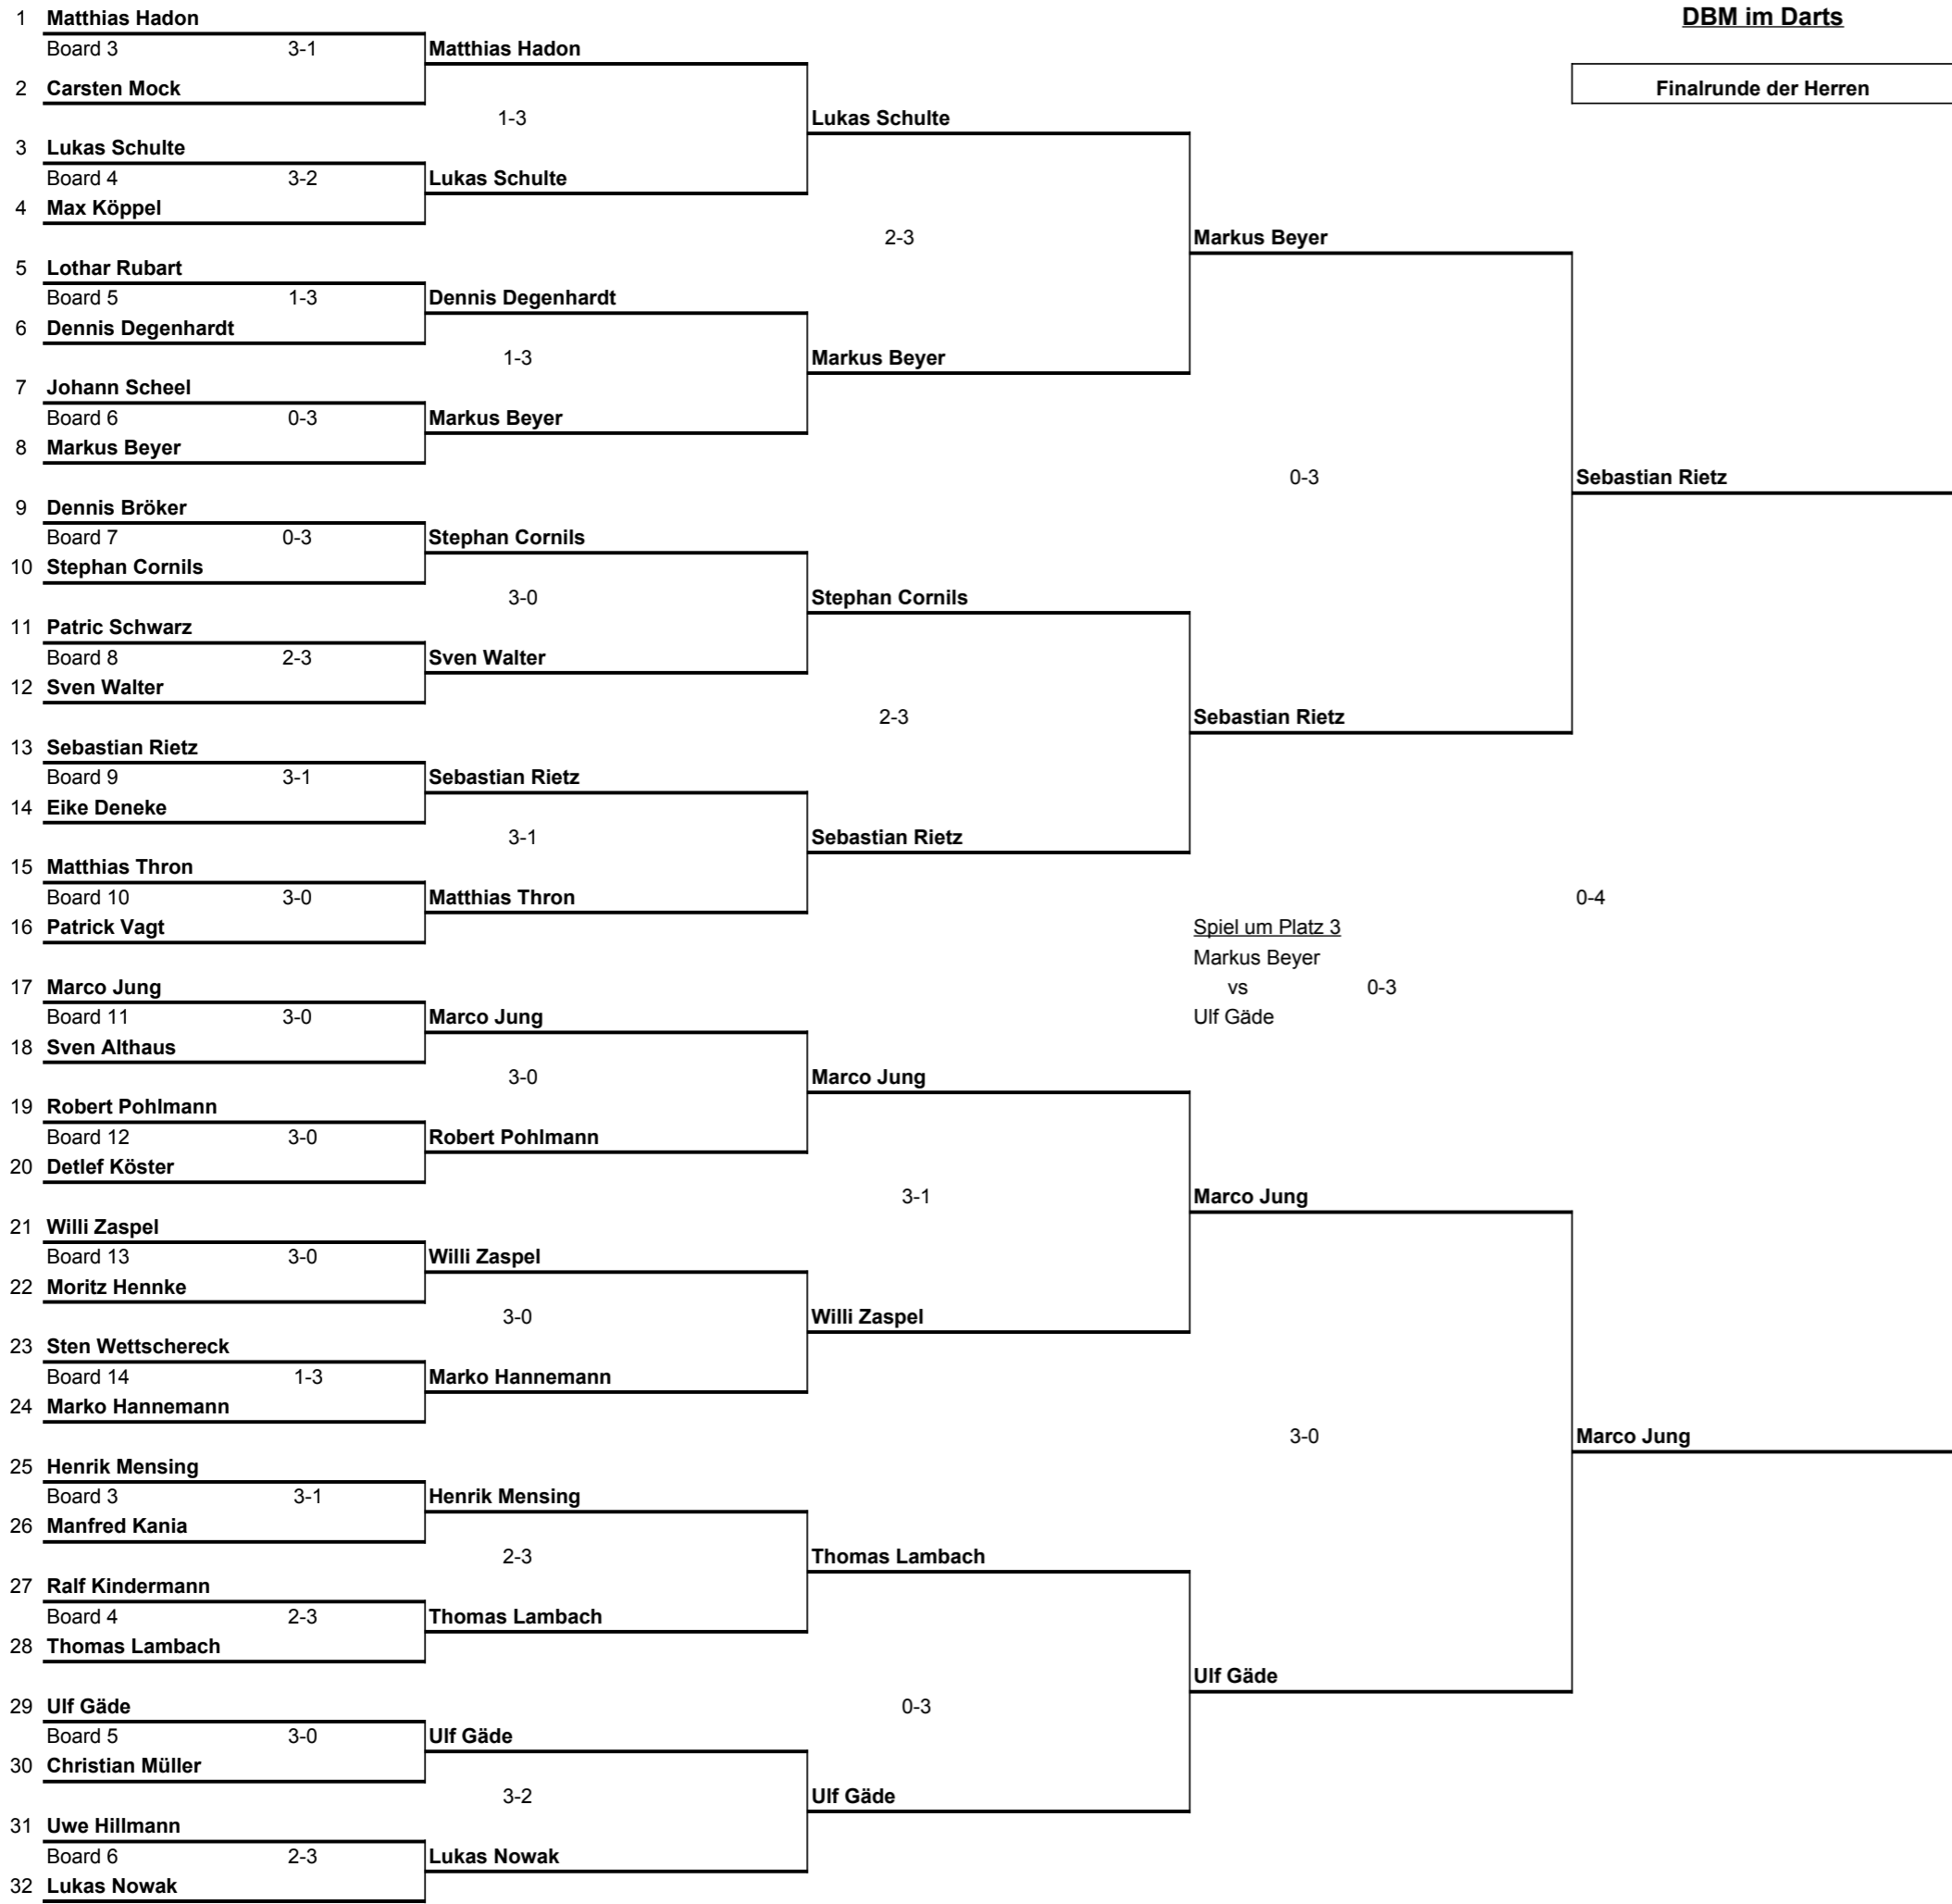 DBM im Darts
1 Matthias Hadon
Board 3 3-1 Matthias Hadon
2 Carsten Mock Finalrunde der Herren
1-3 Lukas Schulte
3 Lukas Schulte
Board 4 3-2 Lukas Schulte
4 Max Köppel
2-3 Markus Beyer
5 Lothar Rubart
Board 5 1-3 Dennis Degenhardt
6 Dennis Degenhardt
1-3 Markus Beyer
7 Johann Scheel
Board 6 0-3 Markus Beyer
8 Markus Beyer
0-3 Sebastian Rietz
9 Dennis Bröker
Board 7 0-3 Stephan Cornils
10 Stephan Cornils
3-0 Stephan Cornils
11 Patric Schwarz
Board 8 2-3 Sven Walter
12 Sven Walter
2-3 Sebastian Rietz
13 Sebastian Rietz
Board 9 3-1 Sebastian Rietz
14 Eike Deneke
3-1 Sebastian Rietz
15 Matthias Thron
Board 10 3-0 Matthias Thron 0-4
16 Patrick Vagt Spiel um Platz 3
Markus Beyer
17 Marco Jung vs 0-3
Board 11 3-0 Marco Jung Ulf Gäde
18 Sven Althaus
3-0 Marco Jung
19 Robert Pohlmann
Board 12 3-0 Robert Pohlmann
20 Detlef Köster
3-1 Marco Jung
21 Willi Zaspel
Board 13 3-0 Willi Zaspel
22 Moritz Hennke
3-0 Willi Zaspel
23 Sten Wettschereck
Board 14 1-3 Marko Hannemann
24 Marko Hannemann
3-0 Marco Jung
25 Henrik Mensing
Board 3 3-1 Henrik Mensing
26 Manfred Kania
2-3 Thomas Lambach
27 Ralf Kindermann
Board 4 2-3 Thomas Lambach
28 Thomas Lambach
Ulf Gäde
29 Ulf Gäde 0-3
Board 5 3-0 Ulf Gäde
30 Christian Müller
3-2 Ulf Gäde
31 Uwe Hillmann
Board 6 2-3 Lukas Nowak
32 Lukas Nowak